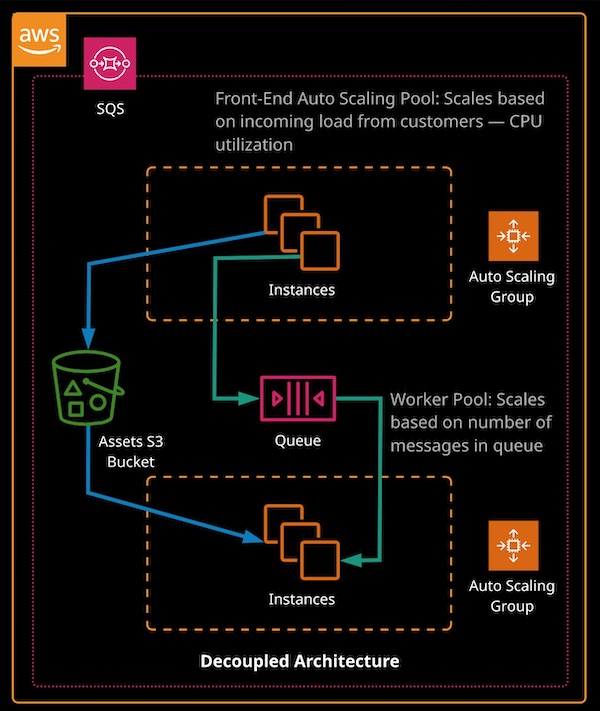 aws
SQS
Front-End Auto Scaling Pool: Scales based
on incoming load from customers — CPU
utilization
Instances
Auto Scaling
Group
Assets S3
Bucket
Queue
Worker Pool: Scales
based on number of
messages in queue
Instances
Auto Scaling
Group
Decoupled Architecture